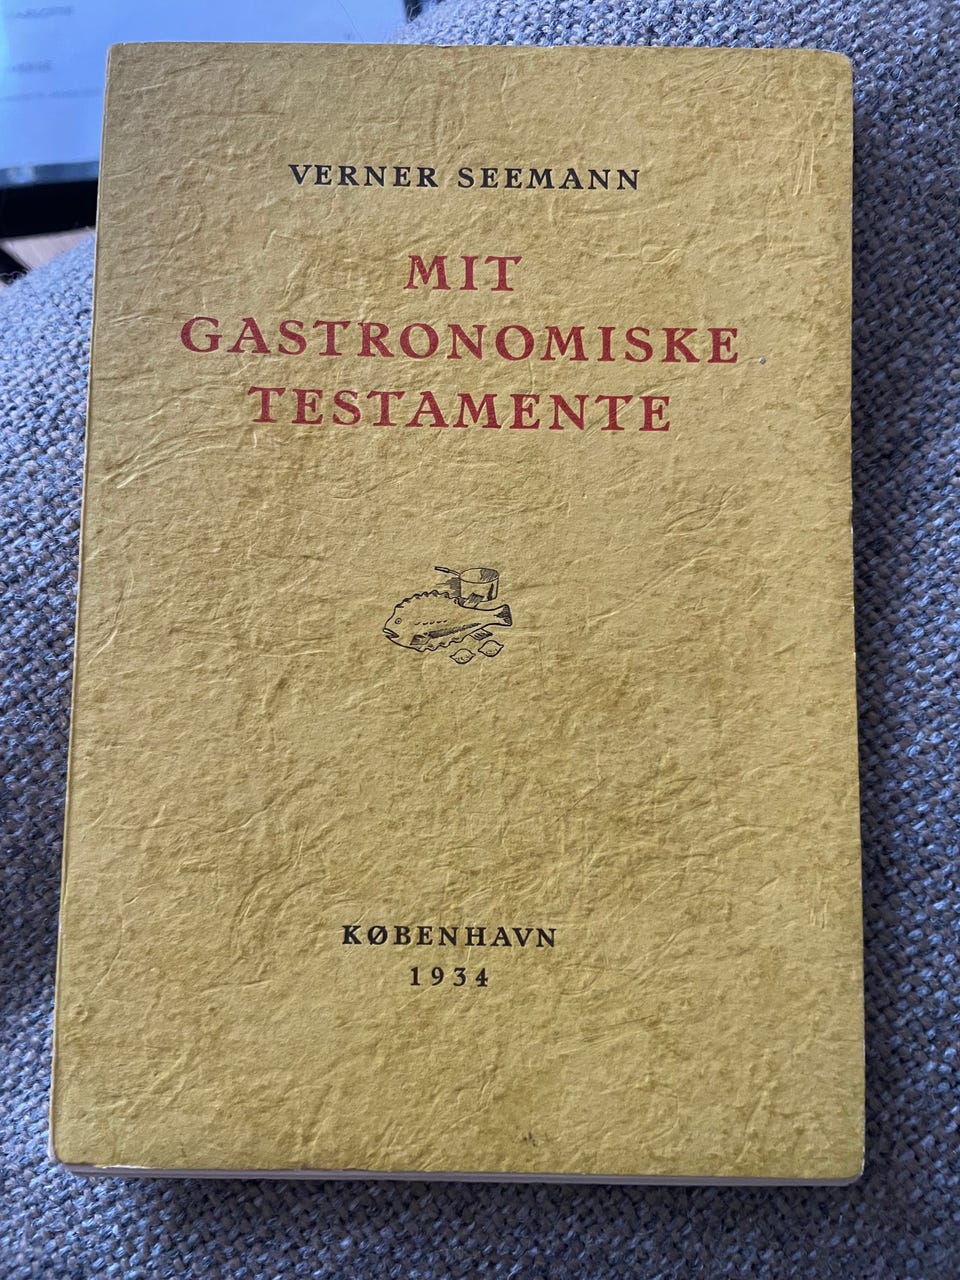 VERNER SEEMANN
MIT
GASTRONOMISKE
TESTAMENTE
KØBENHAVN
1934